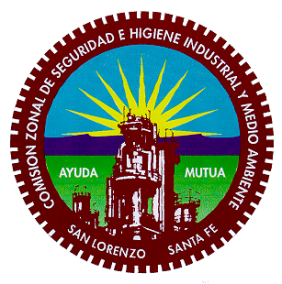 COMISION ZONAL DE SEGURIDAD E HIGIENE INDUSTRIAL Y MEDIO AMBIENTE
AYUDA MUTUA
SAN LORENZO SANTA FE